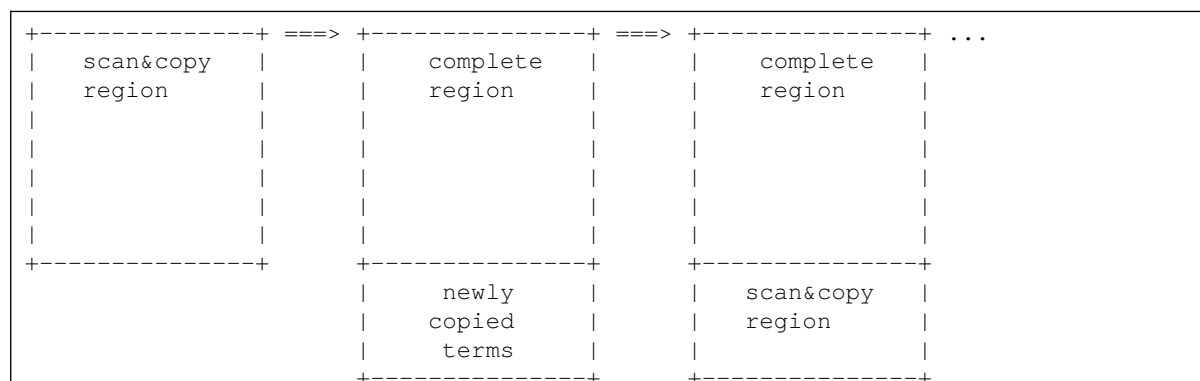 +---------------+ ===> +---------------+ ===> +---------------+ ...
|   scan&copy   |      |    complete   |      |    complete   |
|   region      |      |    region     |      |    region     |
|               |      |               |      |               |
|               |      |               |      |               |
|               |      |               |      |               |
|               |      |               |      |               |
|               |      |               |      |               |
+---------------+      +---------------+      +---------------+
                       |     newly     |      |   scan&copy   |
                       |    copied     |      |   region      |
                       |     terms     |      |               |
                       +---------------+      +---------------+